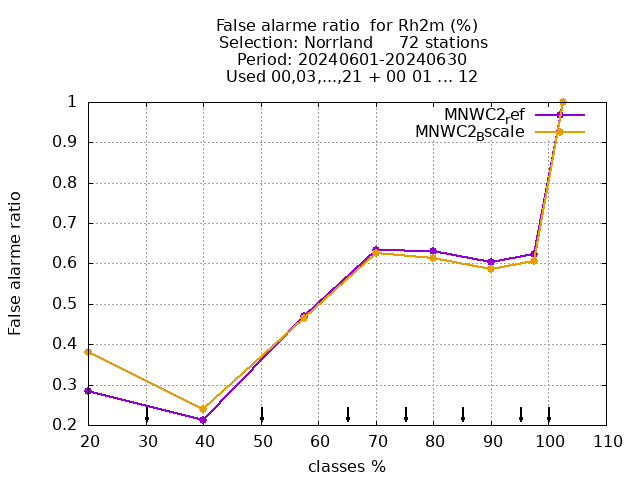 False alarme ratio  for Rh2m (%)
Selection: Norrland     72 stations
Period: 20240601-20240630
Used 00,03,...,21 + 00 01 ... 12
MNWC2ref
MNWC2Bscale
False alarme ratio
1
0.9
0.8
0.7
0.6
0.5
0.4
0.3
0.2
20 30 40 50 60 70 80 90 100 110
classes %